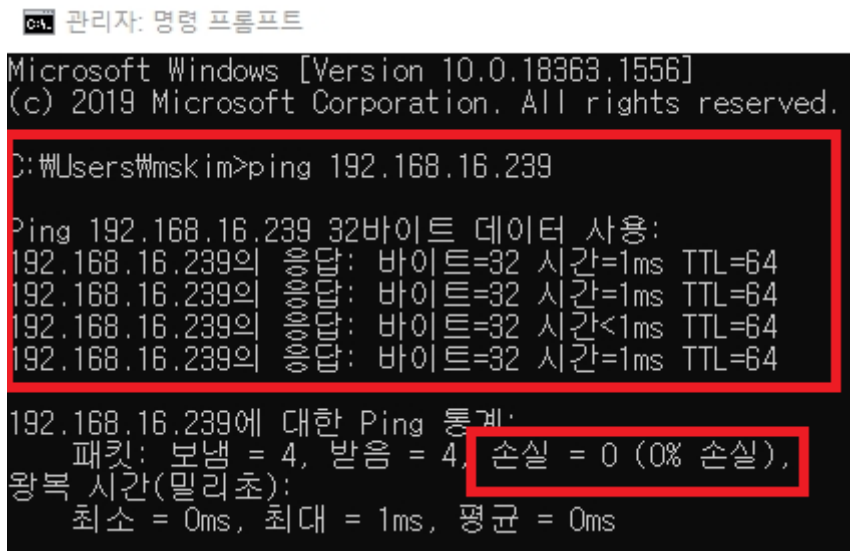 관리자: 명령 프롬프트
Microsoft Windows [Version 10.0.18363.1556]
(c) 2019 Microsoft Corporation. All rights reserved.
C:₩Users₩mskim>ping 192.168.16.239
Ping 192.168.16.239 32바이트 데이터 사용:
192.168.16.239의 응답: 바이트=32 시간=1ms TTL=64
192.168.16.239의 응답: 바이트=32 시간=1ms TTL=64
192.168.16.239의 응답: 바이트=32 시간<1ms TTL=64
192.168.16.239의 응답: 바이트=32 시간=1ms TTL=64
192.168.16.239에 대한 Ping 통계:
패킷: 보냄 = 4, 받음 = 4, 손실 = 0 (0% 손실),
왕복 시간(밀리초):
최소 = 0ms, 최대 = 1ms, 평균 = 0ms